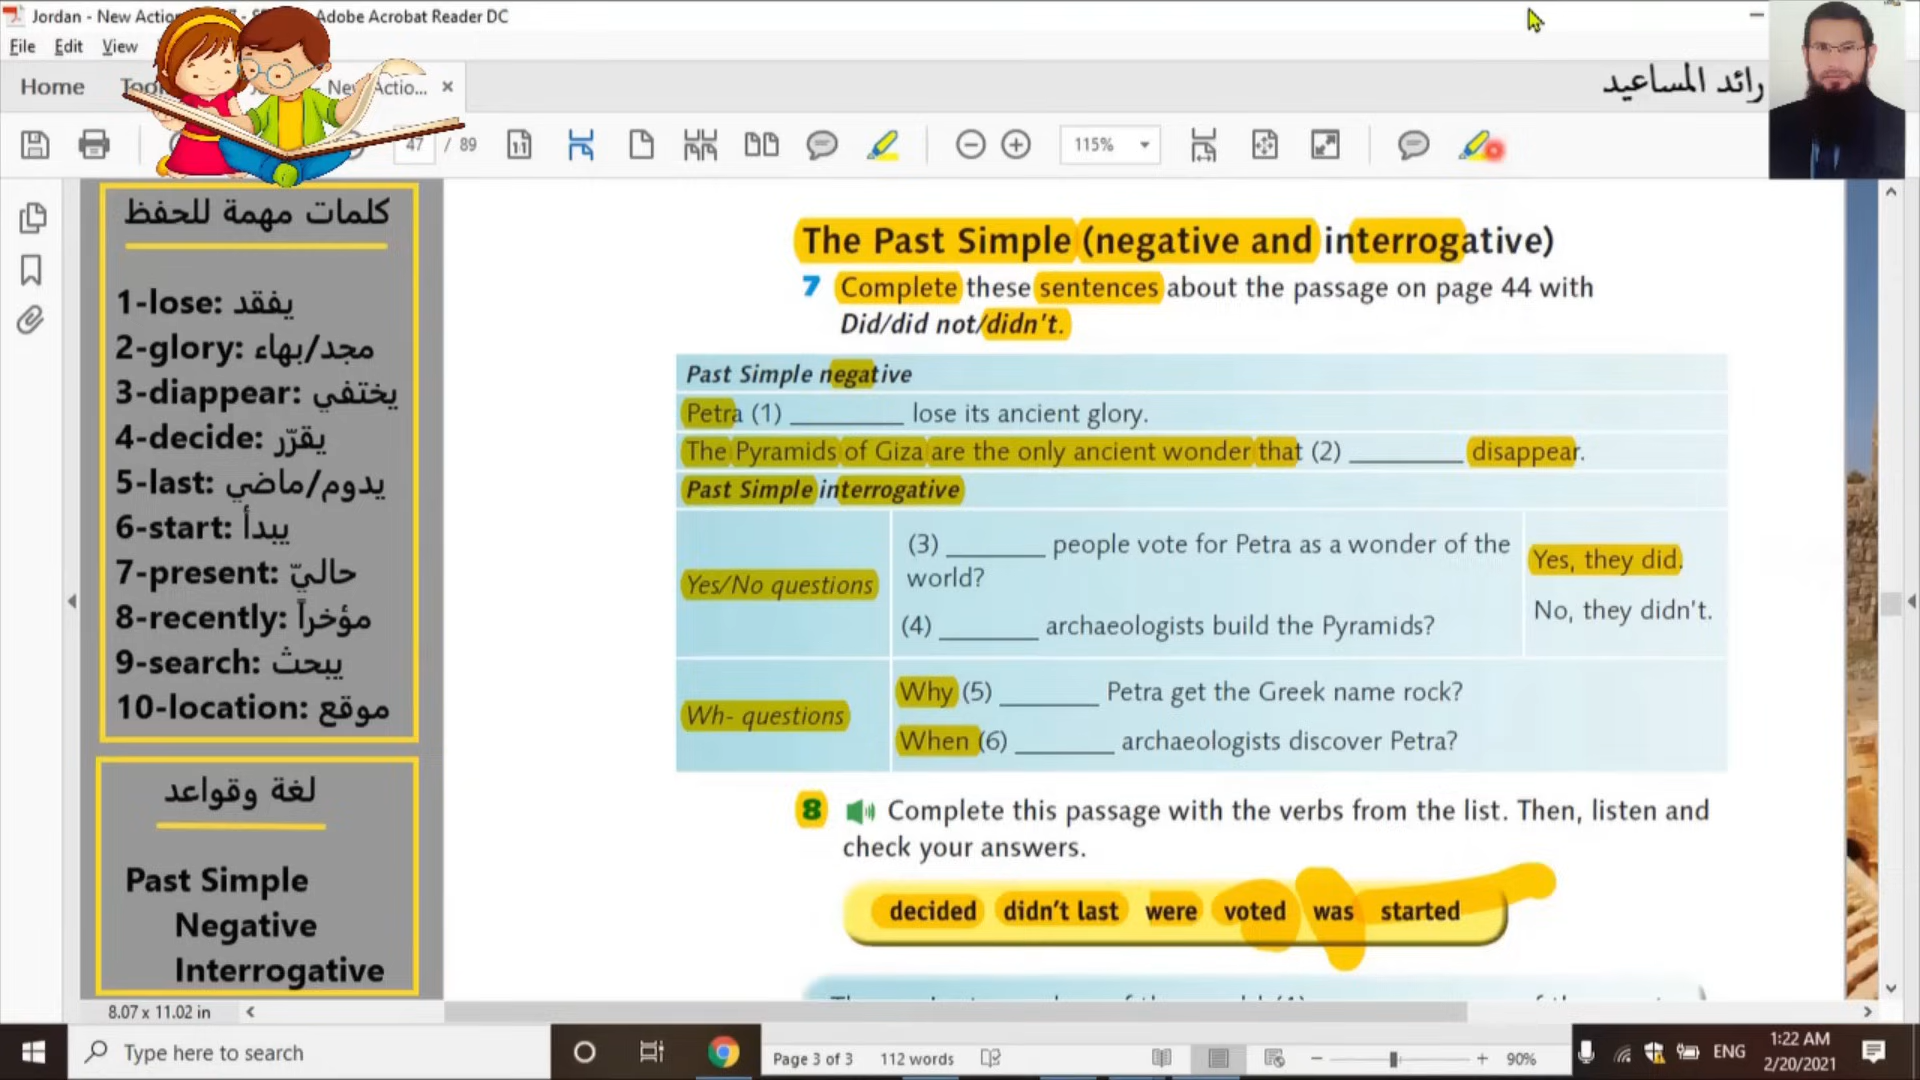 Jordan - New Action
Adobe Acrobat Reader DC
File Edit View
Home
New Actio...
رائد المساعيد
47 / 89
115%
كلمات مهمة للحفظ
1-lose: يفقد
2-glory: مجد/بهاء
3-diappear: يختفي
4-decide: يقرّر
5-last: يدوم/ماضي
6-start: يبدأ
7-present: حاليّ
8-recently: مؤخراً
9-search: يبحث
10-location: موقع
لغة وقواعد
Past Simple
Negative
Interrogative
The Past Simple (negative and interrogative)
7 Complete these sentences about the passage on page 44 with
Did/did not/didn't.
Past Simple negative
Petra (1) ________ lose its ancient glory.
The Pyramids of Giza are the only ancient wonder that (2) ________ disappear.
Past Simple interrogative
Yes/No questions
(3) _______ people vote for Petra as a wonder of the
world?
(4) _______ archaeologists build the Pyramids?
Yes, they did.
No, they didn't.
Wh- questions
Why (5) _______ Petra get the Greek name rock?
When (6) _______ archaeologists discover Petra?
8 Complete this passage with the verbs from the list. Then, listen and
check your answers.
decided didn't last were voted was started
8.07 x 11.02 in
Type here to search
Page 3 of 3 112 words
90%
ENG
1:22 AM
2/20/2021